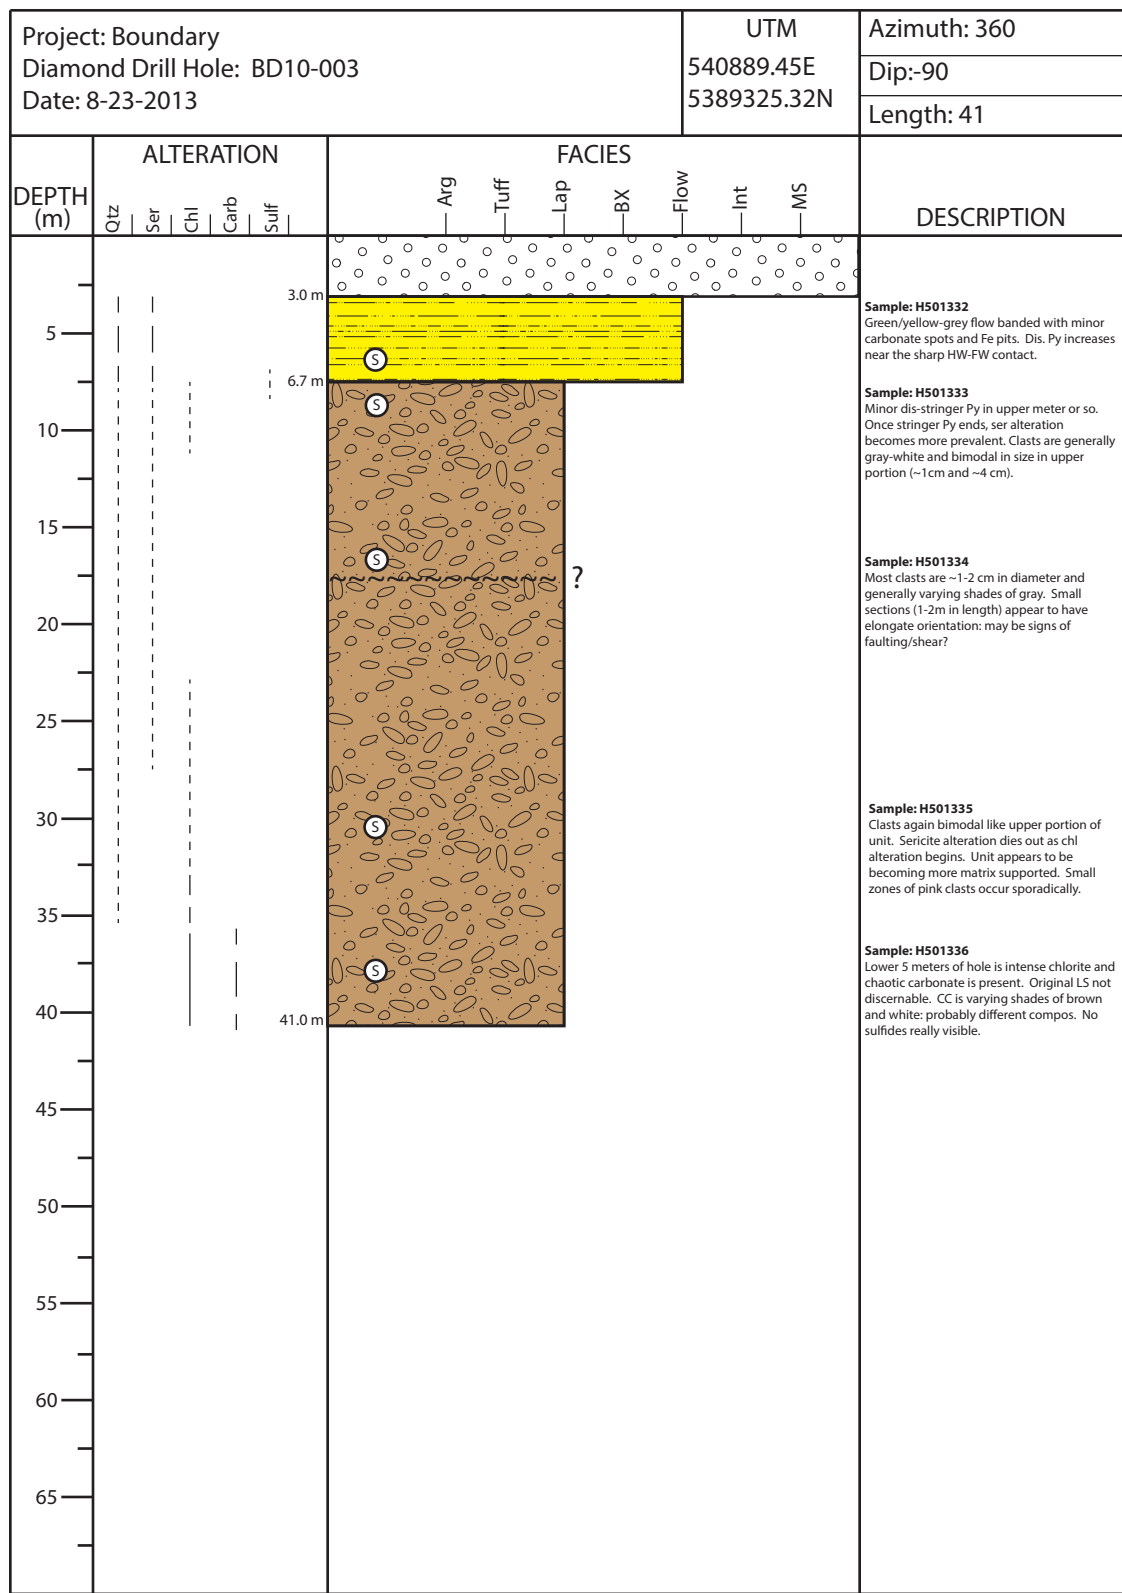 Project: Boundary
Diamond Drill Hole: BD10-003
Date: 8-23-2013
UTM
540889.45E
5389325.32N
Azimuth: 360
Dip:-90
Length: 41
DEPTH
(m)
ALTERATION
Qtz
Ser
Chl
Carb
Sulf
FACIES
Arg
Tuff
Lap
BX
Flow
Int
MS
DESCRIPTION
3.0 m
Sample: H501332
Green/yellow-grey flow banded with minor
carbonate spots and Fe pits. Dis. Py increases
near the sharp HW-FW contact.
5
S
6.7 m
Sample: H501333
Minor dis-stringer Py in upper meter or so.
Once stringer Py ends, ser alteration
becomes more prevalent. Clasts are generally
gray-white and bimodal in size in upper
portion (~1cm and ~4 cm).
S
10
15
S
?
Sample: H501334
Most clasts are ~1-2 cm in diameter and
generally varying shades of gray. Small
sections (1-2m in length) appear to have
elongate orientation: may be signs of
faulting/shear?
20
25
30
S
Sample: H501335
Clasts again bimodal like upper portion of
unit. Sericite alteration dies out as chl
alteration begins. Unit appears to be
becoming more matrix supported. Small
zones of pink clasts occur sporadically.
35
S
Sample: H501336
Lower 5 meters of hole is intense chlorite and
chaotic carbonate is present. Original LS not
discernable. CC is varying shades of brown
and white: probably different compos. No
sulfides really visible.
40
41.0 m
45
50
55
60
65